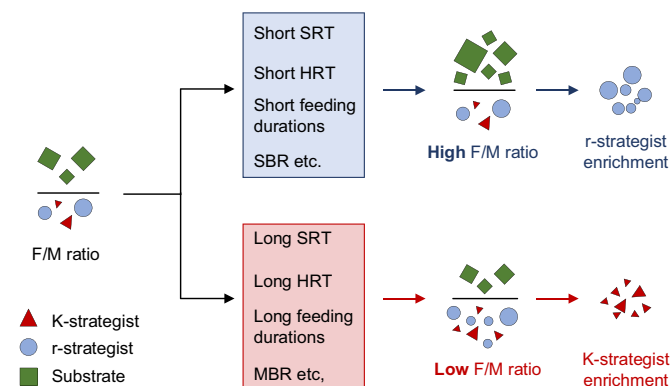 Short SRT
Short HRT
Short feeding
durations
SBR etc.
High F/M ratio
r-strategist
enrichment
F/M ratio
Long SRT
Long HRT
Long feeding
durations
MBR etc,
Low F/M ratio
K-strategist
enrichment
K-strategist
r-strategist
Substrate